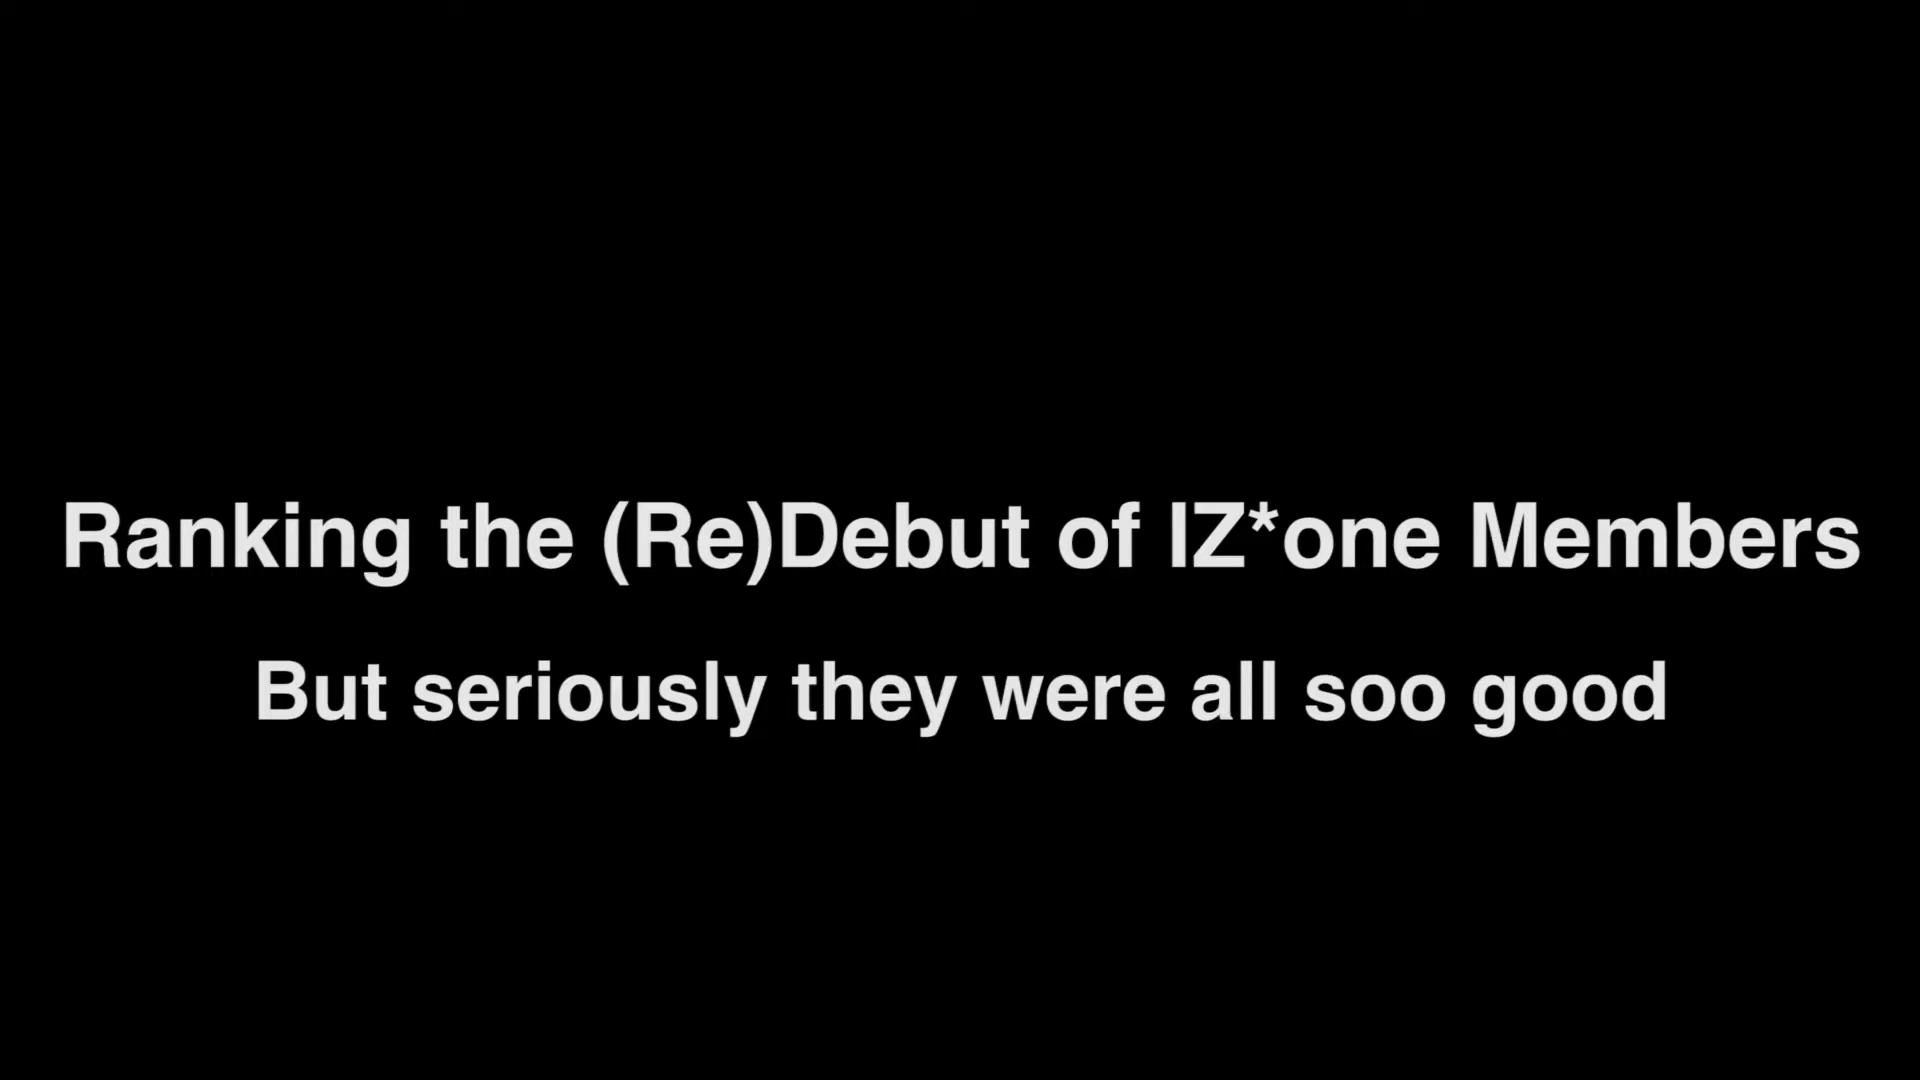 Ranking the (Re)Debut of IZ*one Members
But seriously they were all soo good